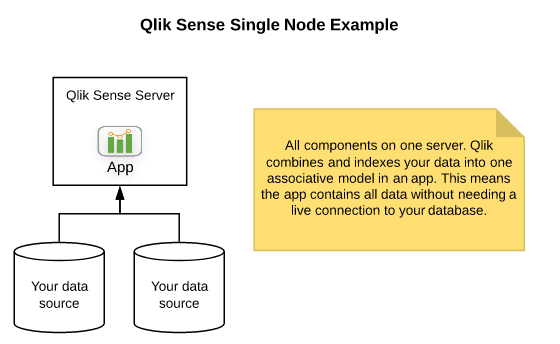 Qlik Sense Single Node Example
Qlik Sense Server
App
All components on one server. Qlik
combines and indexes your data into one
associative model in an app. This means
the app contains all data without needing a
live connection to your database.
Your data
source
Your data
source